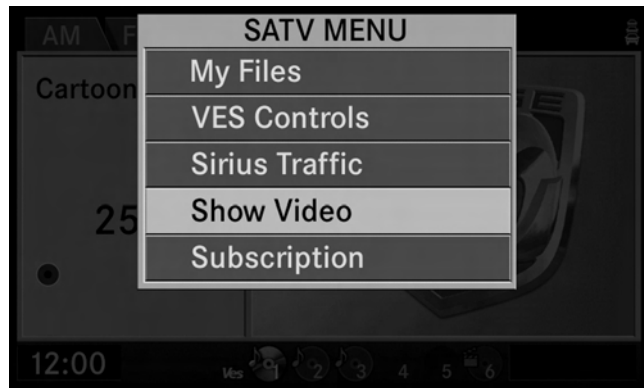 AM F
SATV MENU
My Files
Cartoon
VES Controls
Sirius Traffic
Show Video
25
Subscription
12:00
Ves 1 2 3 4 5 6